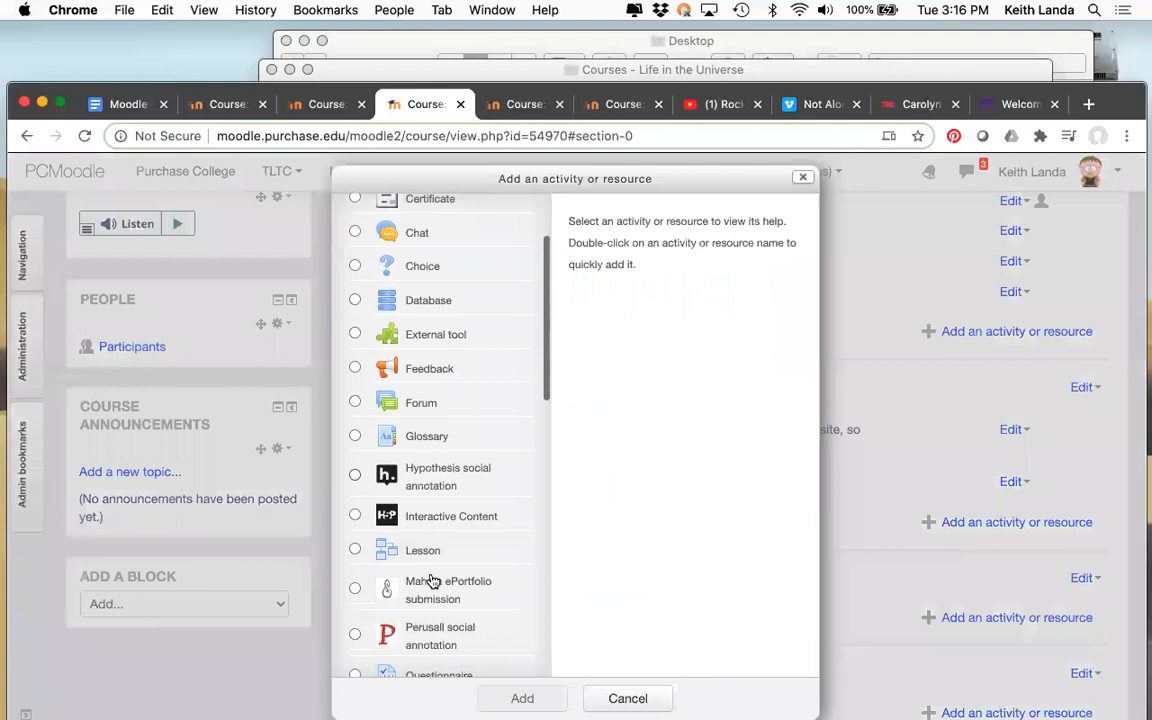 Chrome File Edit View History Bookmarks People Tab Window Help 100% Tue 3:16 PM Keith Landa
Desktop
Courses - Life in the Universe
Moodle Course: Course: Course: Course: Course: (1) Roc Not Alo Carolyn Welcom
Not Secure moodle.purchase.edu/moodle2/course/view.php?id=54970#section-0
PCMoodle Purchase College TLTC 3 Keith Landa
Add an activity or resource
Navigation
Administration
Admin bookmarks
Listen
PEOPLE
Participants
COURSE
ANNOUNCEMENTS
Add a new topic...
(No announcements have been posted
yet.)
ADD A BLOCK
Add...
Certificate
Chat
Choice
Database
External tool
Feedback
Forum
Glossary
Hypothesis social
annotation
Interactive Content
Lesson
ePortfolio
submission
Perusall social
annotation
Questionnaire
Select an activity or resource to view its help.
Double-click on an activity or resource name to
quickly add it.
Add
Cancel
Edit
Edit
Edit
Edit
Add an activity or resource
Edit
site, so
Edit
Edit
Add an activity or resource
Edit
Add an activity or resource
Edit
Add an activity or resource